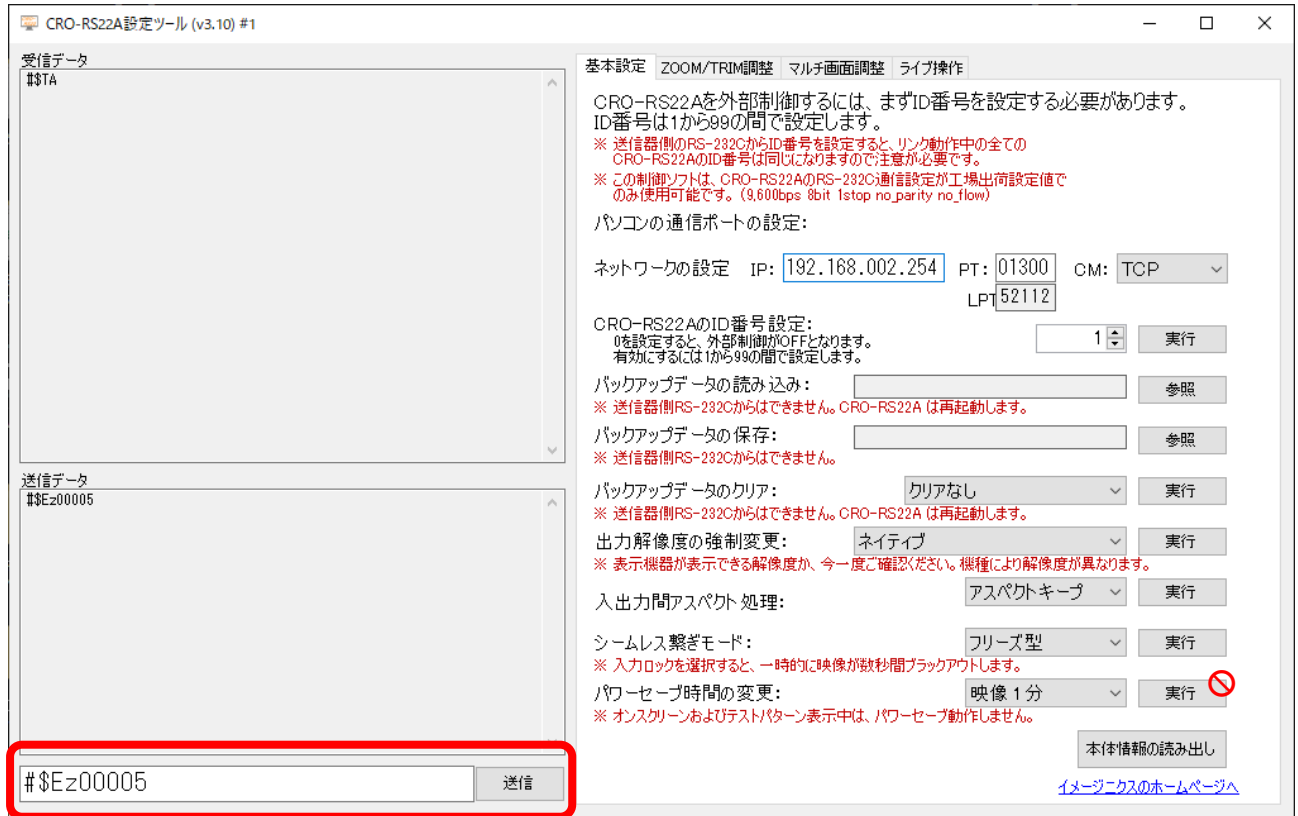 CRO-RS22A設定ツール (v3.10) #1
受信データ
#$TA
送信データ
#$Ez00005
#$Ez00005
送信
基本設定 ZOOM/TRIM調整 マルチ画面調整 ライブ操作
CRO-RS22Aを外部制御するには、まずID番号を設定する必要があります。
ID番号は1から99の間で設定します。
※ 送信器側のRS-232CからID番号を設定すると、リンク動作中の全ての
CRO-RS22AのID番号は同じになりますので注意が必要です。
※ この制御ソフトは、CRO-RS22AのRS-232C通信設定が工場出荷設定値で
のみ使用可能です。(9,600bps 8bit 1stop no_parity no_flow)
パソコンの通信ポートの設定:
ネットワークの設定 IP: 192.168.002.254 PT: 01300 CM: TCP
LPT 52112
CRO-RS22AのID番号設定:
0を設定すると、外部制御がOFFとなります。
有効にするには1から99の間で設定します。
1 実行
バックアップデータの読み込み: 参照
※ 送信器側RS-232Cからはできません。CRO-RS22A は再起動します。
バックアップデータの保存: 参照
※ 送信器側RS-232Cからはできません。
バックアップデータのクリア: クリアなし 実行
※ 送信器側RS-232Cからはできません。CRO-RS22A は再起動します。
出力解像度の強制変更: ネイティブ 実行
※ 表示機器が表示できる解像度か、今一度ご確認ください。機種により解像度が異なります。
入出力間アスペクト処理: アスペクトキープ 実行
シームレス繋ぎモード: フリーズ型 実行
※ 入力ロックを選択すると、一時的に映像が数秒間ブラックアウトします。
パワーセーブ時間の変更: 映像1分 実行
※ オンスクリーンおよびテストパターン表示中は、パワーセーブ動作しません。
本体情報の読み出し
イメージニクスのホームページへ